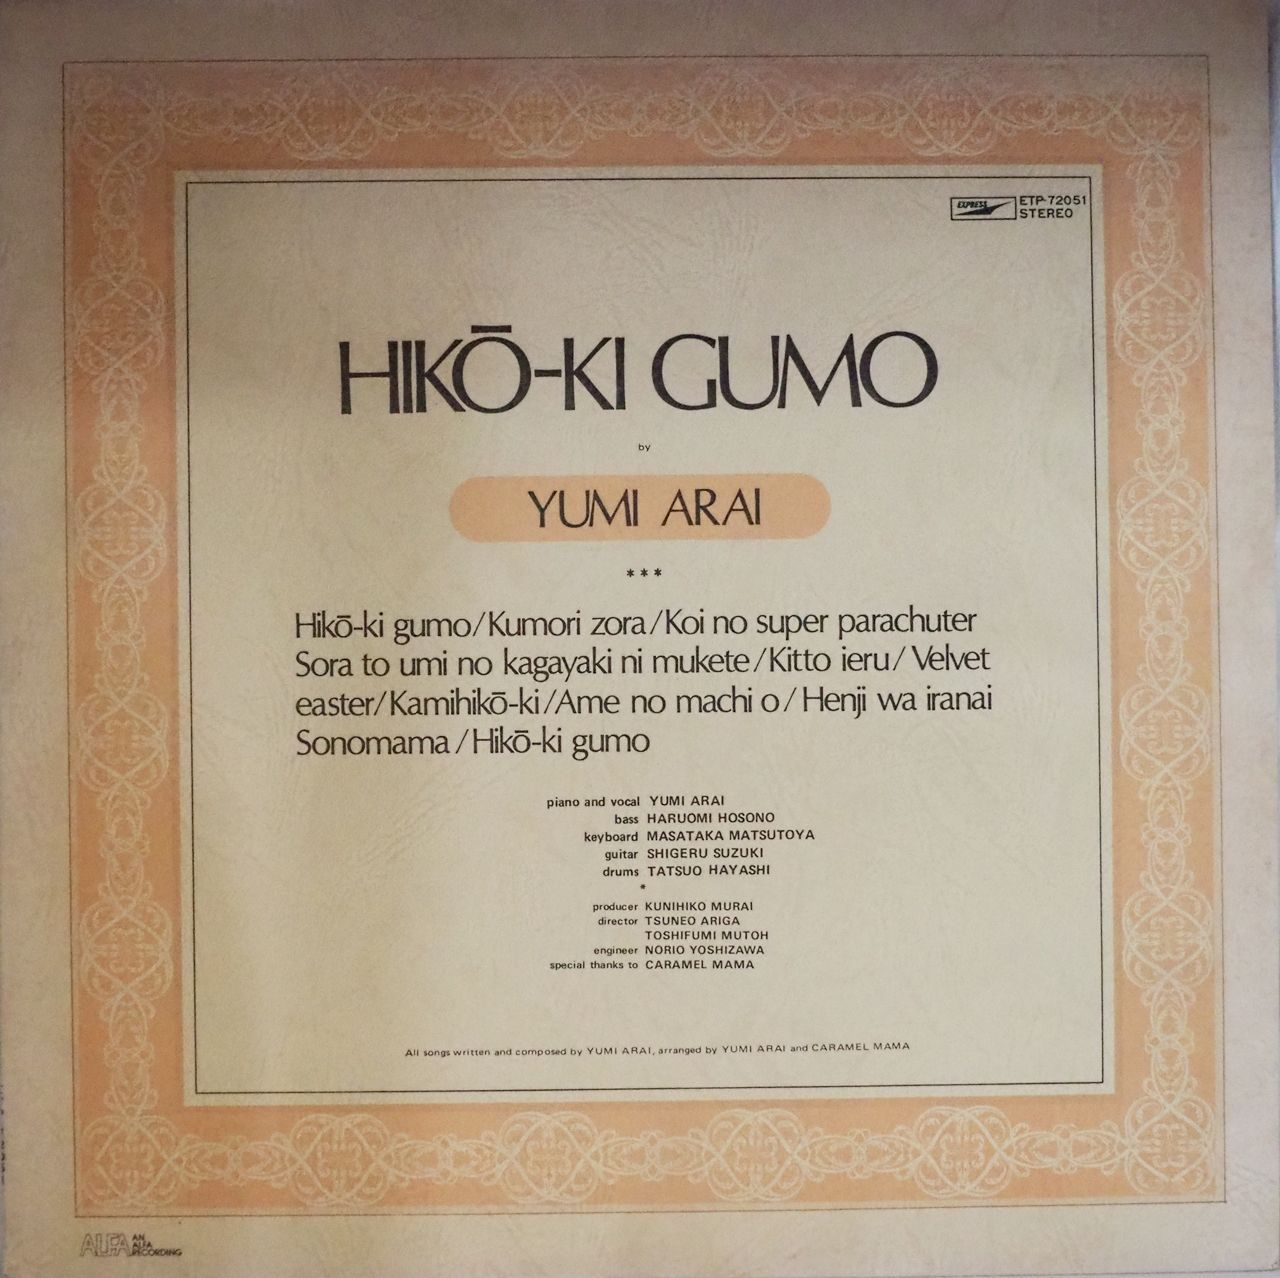 EXPRESS ETP-72051
STEREO
HIKŌ-KI GUMO
by
YUMI ARAI
* * *
Hikō-ki gumo/Kumori zora/Koi no super parachuter
Sora to umi no kagayaki ni mukete/Kitto ieru/Velvet
easter/Kamihikō-ki/Ame no machi o/Henji wa iranai
Sonomama/Hikō-ki gumo
piano and vocal YUMI ARAI
bass HARUOMI HOSONO
keyboard MASATAKA MATSUTOYA
guitar SHIGERU SUZUKI
drums TATSUO HAYASHI
*
producer KUNIHIKO MURAI
director TSUNEO ARIGA
TOSHIFUMI MUTOH
engineer NORIO YOSHIZAWA
special thanks to CARAMEL MAMA
All songs written and composed by YUMI ARAI, arranged by YUMI ARAI and CARAMEL MAMA
ALFA AN
ALFA
RECORDING